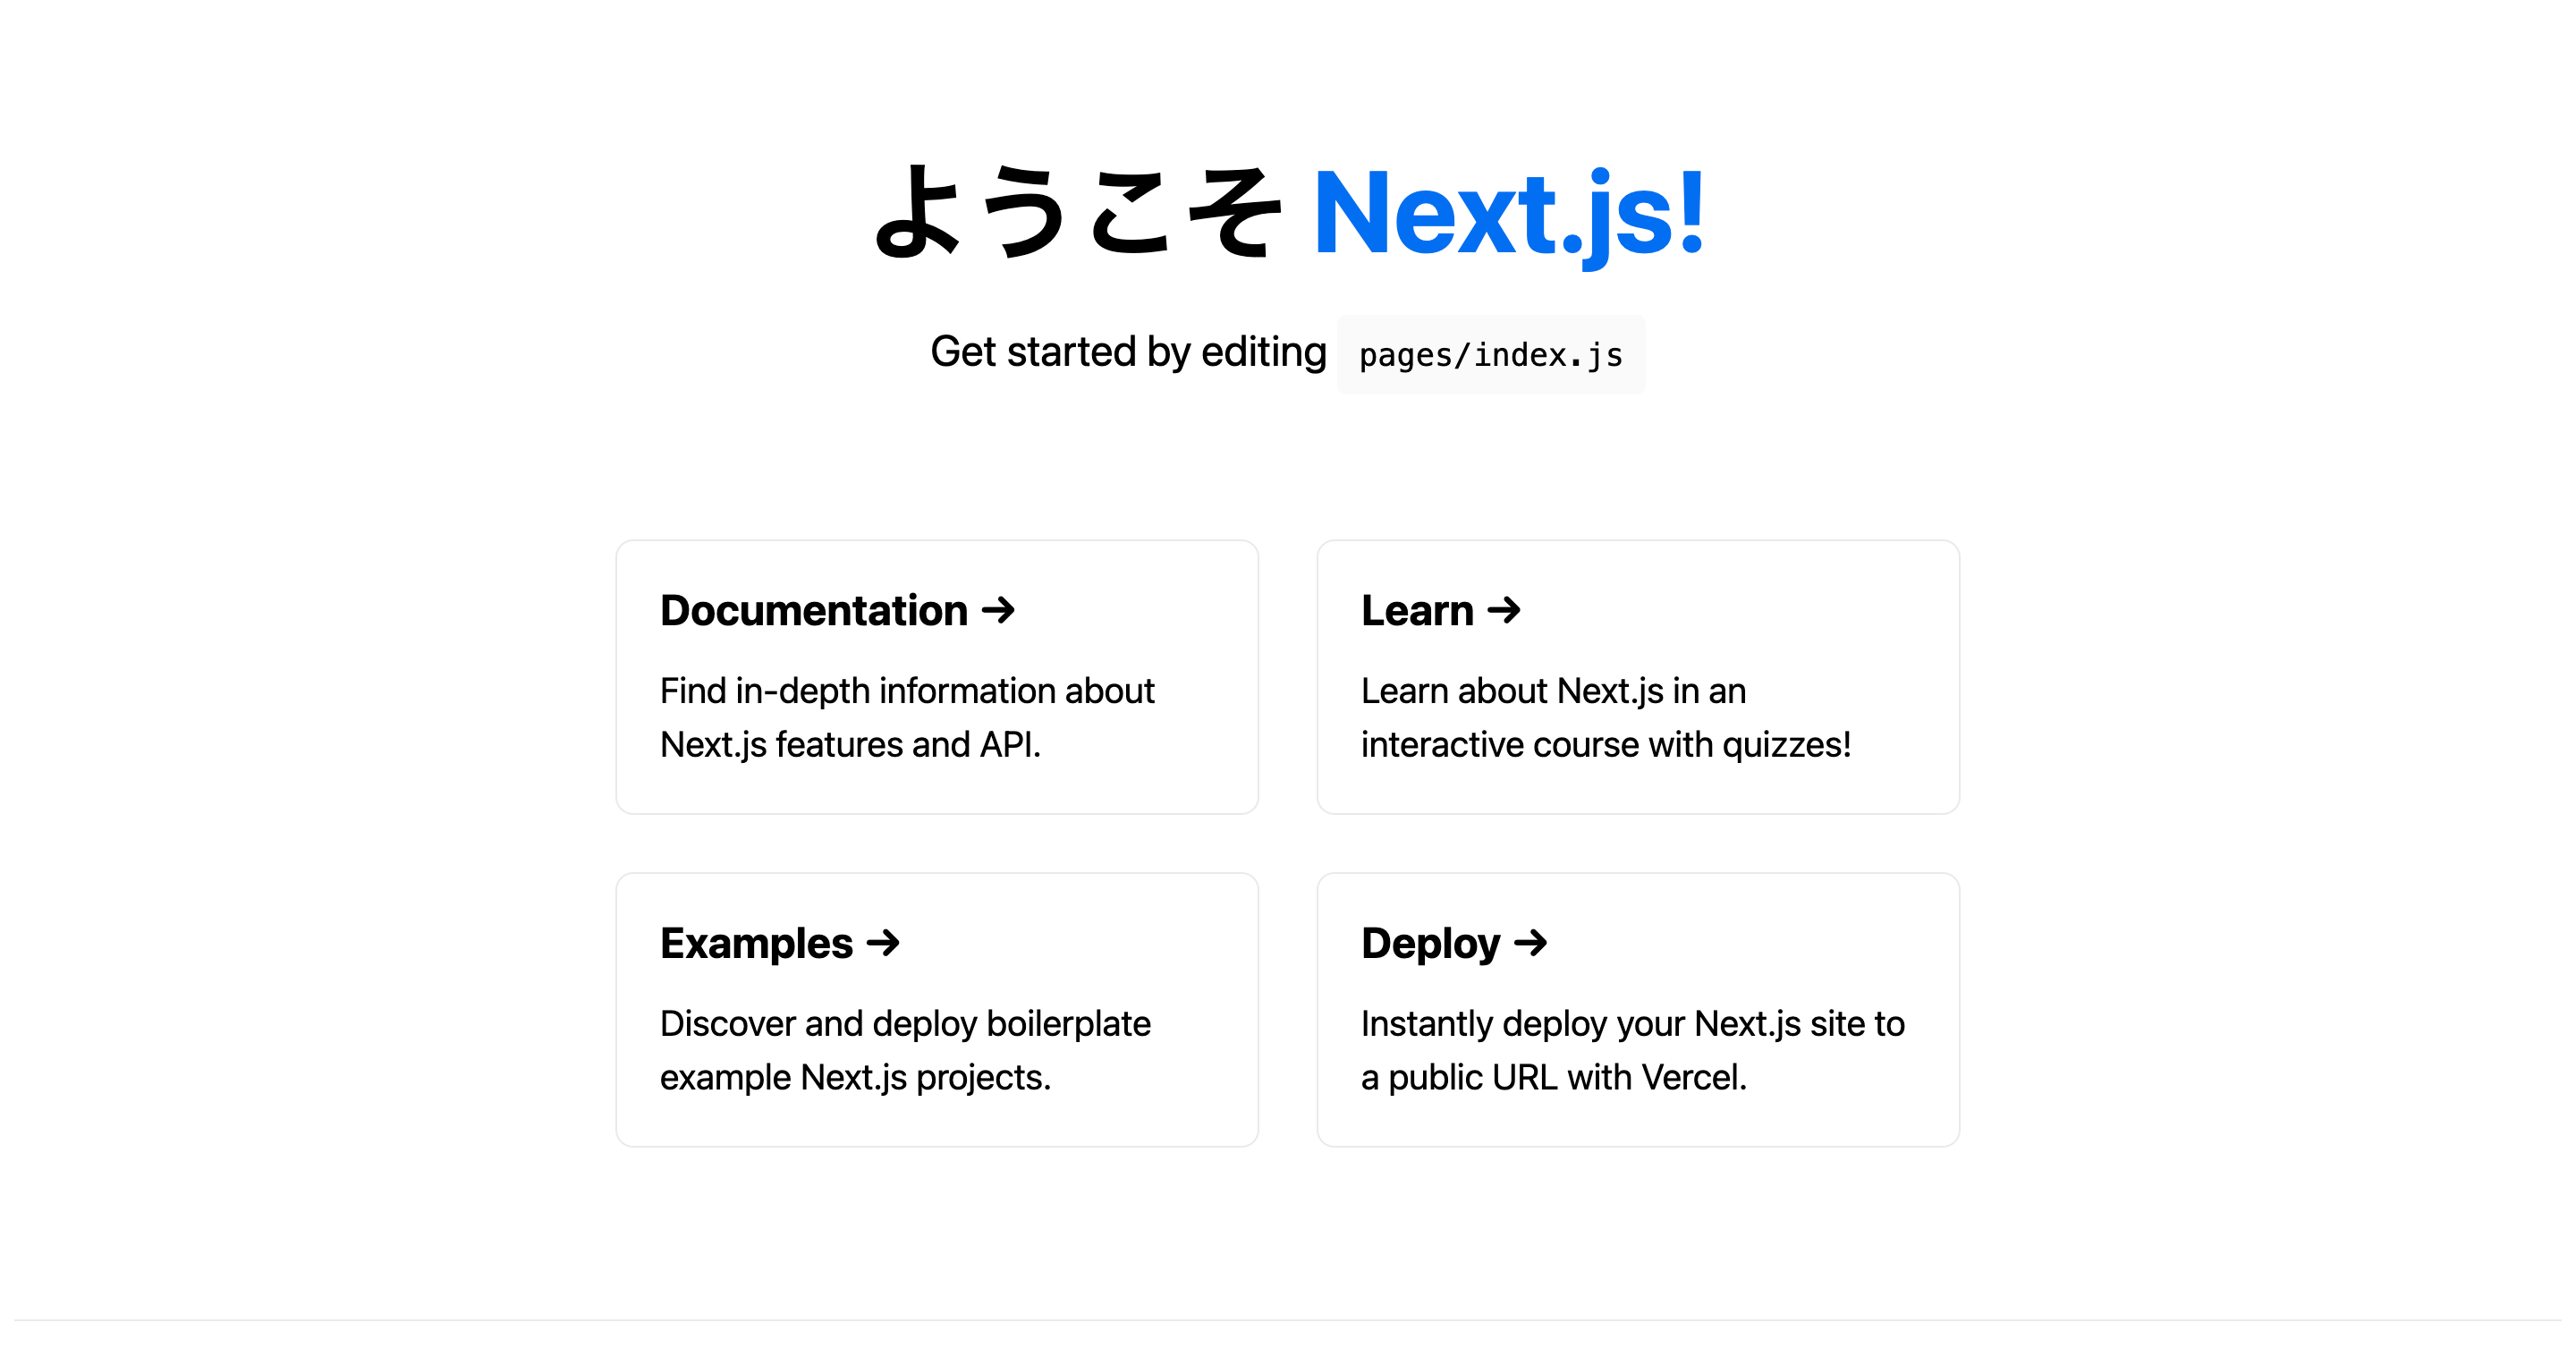 ようこそ Next.js!
Get started by editing pages/index.js
Documentation →
Find in-depth information about
Next.js features and API.
Learn →
Learn about Next.js in an
interactive course with quizzes!
Examples →
Discover and deploy boilerplate
example Next.js projects.
Deploy →
Instantly deploy your Next.js site to
a public URL with Vercel.